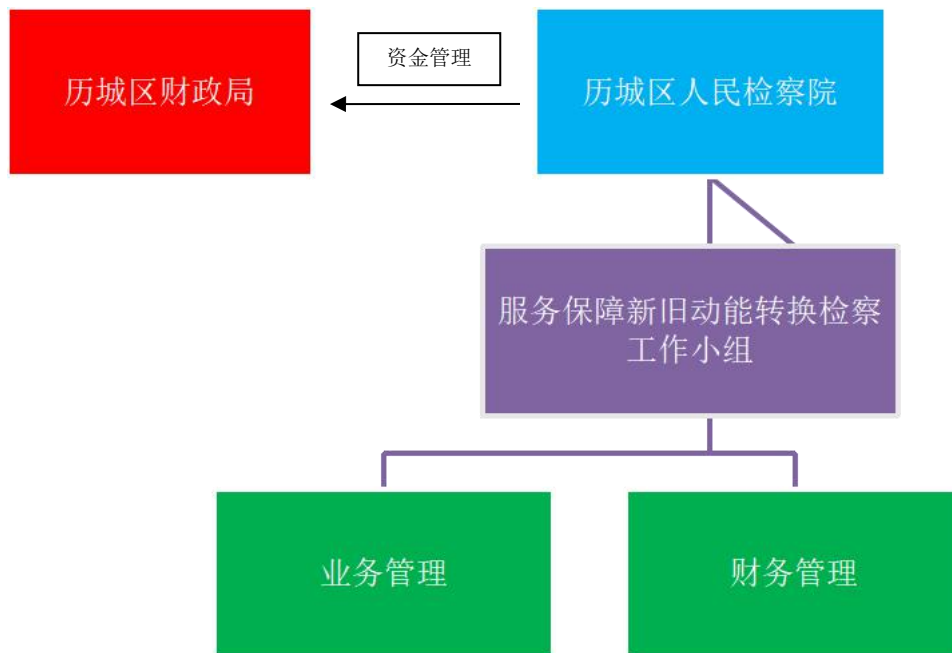 历城区财政局
资金管理
历城区人民检察院
服务保障新旧动能转换检察
工作小组
业务管理
财务管理